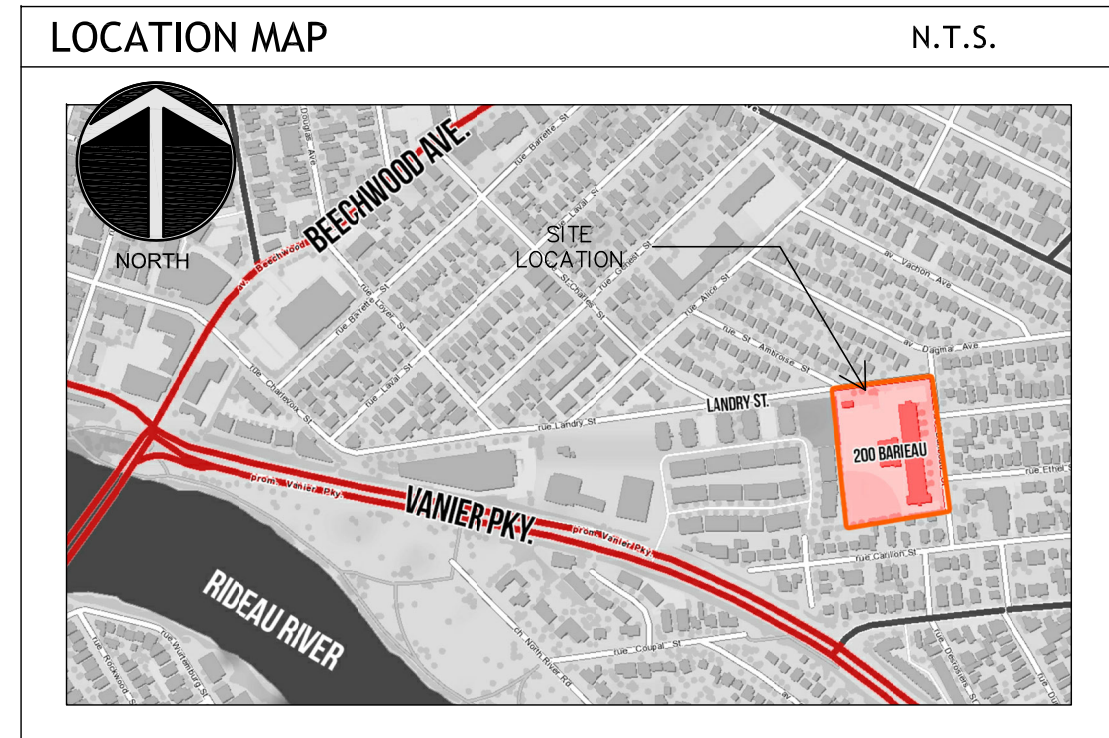 LOCATION MAP
N.T.S.
NORTH
BEECHWOOD AVE.
av. Beechwood
Douglas Ave
rue Barrette St
rue Laval St
rue Genest St
SITE
LOCATION
rue St-Charles St
rue Alice St
rue St Ambroise St
av Vachon Ave
av Dagmar Ave
rue Loyer St
rue Barrette St
rue Laval St
rue Charlevoix St
LANDRY ST.
rue Landry St
200 BARIEAU
rue Ethel S
rue Carillon St
prom. Vanier Pky.
VANIER PKY.
prom. Vanier Pky.
RIDEAU RIVER
ch North River Rd
rue Coupal St
rue Desrosiers St
rue Wurtemburg St
rue Rockwood
av